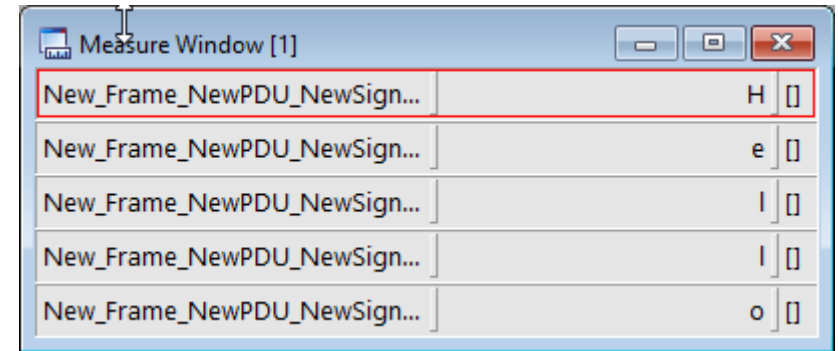 Measure Window [1]
New_Frame_NewPDU_NewSign... H []
New_Frame_NewPDU_NewSign... e []
New_Frame_NewPDU_NewSign... l []
New_Frame_NewPDU_NewSign... l []
New_Frame_NewPDU_NewSign... o []